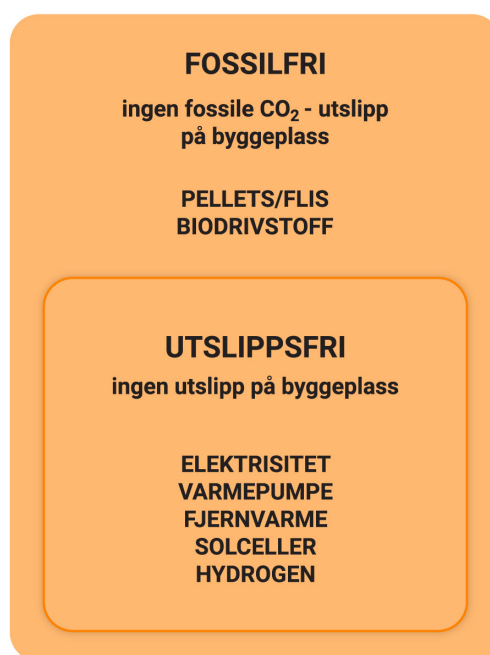 FOSSILFRI
ingen fossile CO₂ - utslipp
på byggeplass
PELLETS/FLIS
BIODRIVSTOFF
UTSLIPPSFRI
ingen utslipp på byggeplass
ELEKTRISITET
VARMEPUMPE
FJERNVARME
SOLCELLER
HYDROGEN